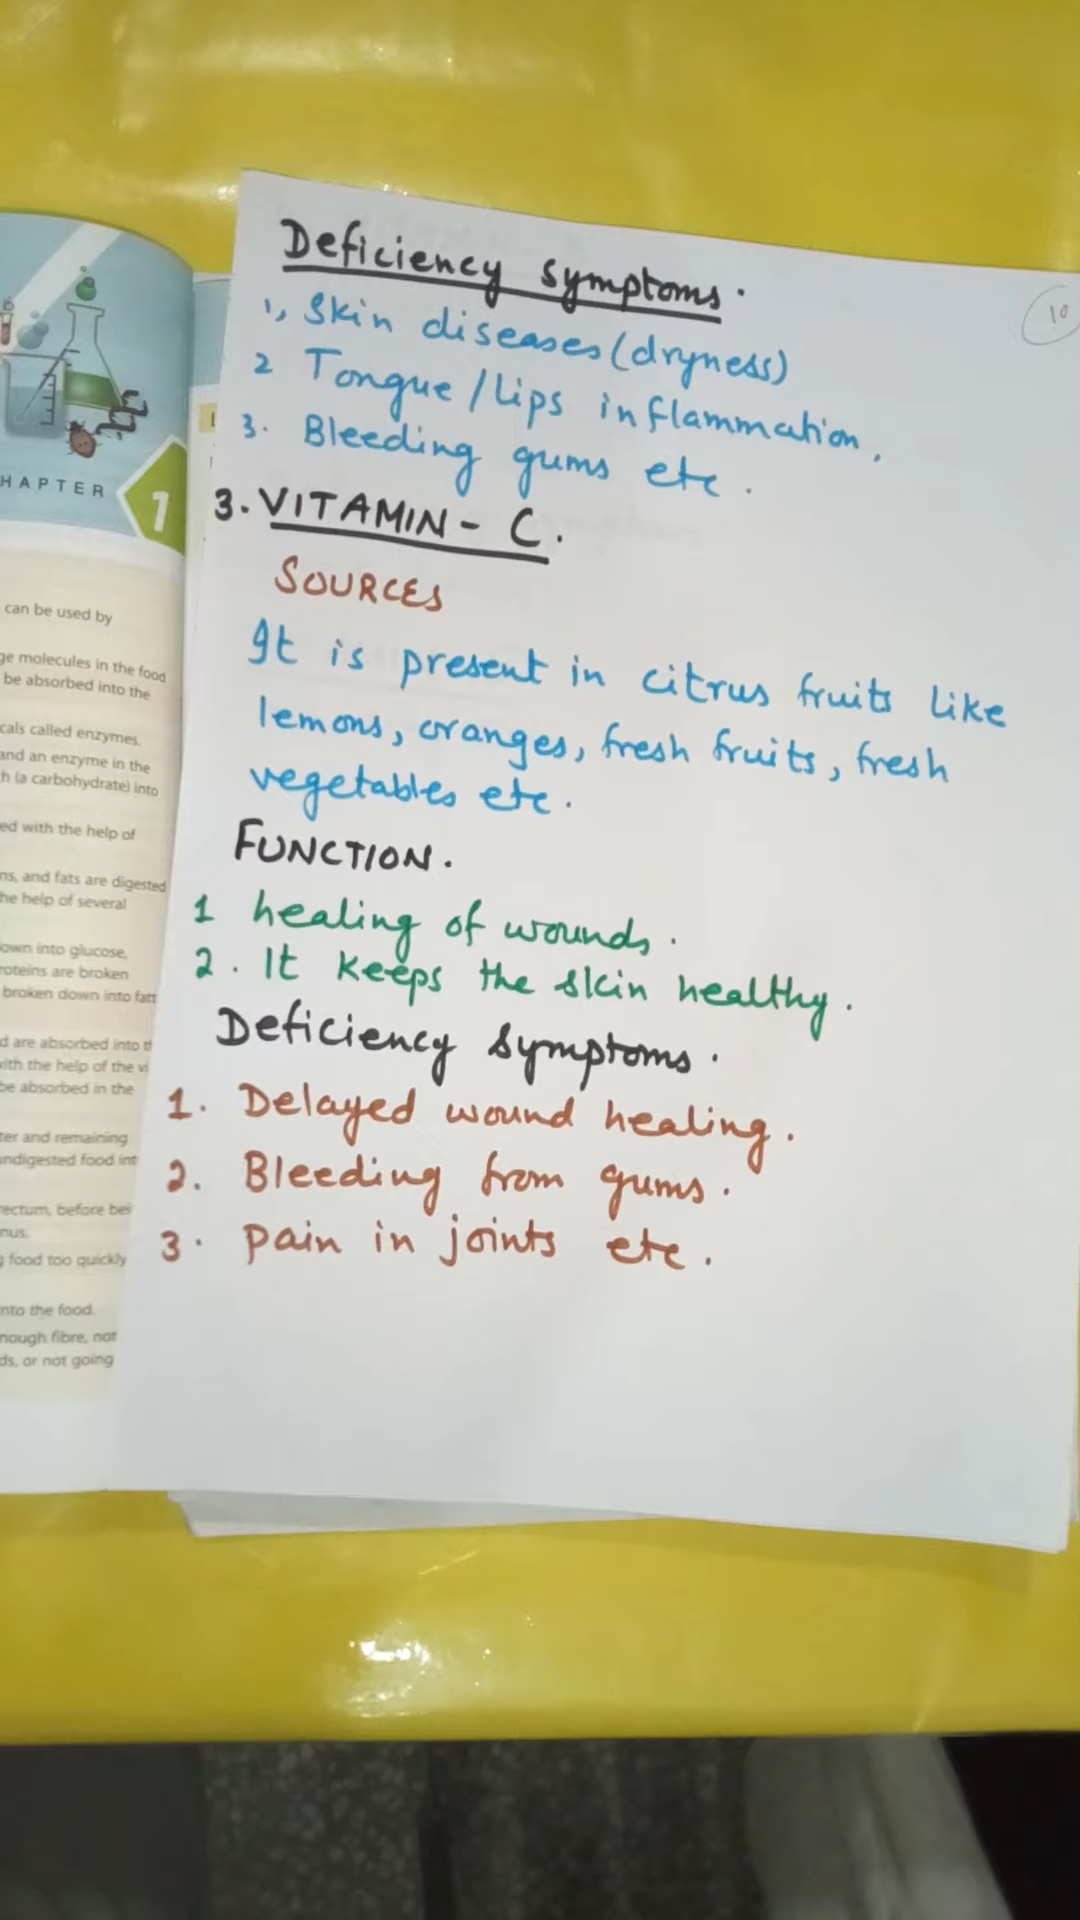 Deficiency symptoms.
10
1, Skin diseases (dryness)
2 Tongue / Lips inflammation,
3. Bleeding gums etc.
3. VITAMIN - C.
SOURCES
It is present in citrus fruits like
lemons, oranges, fresh fruits, fresh
vegetables etc.
FUNCTION.
1 healing of wounds.
2. It keeps the skin healthy.
Deficiency symptoms.
1. Delayed wound healing.
2. Bleeding from gums.
3. pain in joints etc.
HAPTER 1
can be used by
ge molecules in the food
be absorbed into the
cals called enzymes.
and an enzyme in the
h (a carbohydrate) into
ed with the help of
ns, and fats are digested
he help of several
own into glucose,
roteins are broken
broken down into fatt
d are absorbed into th
with the help of the vi
be absorbed in the
ter and remaining
undigested food int
rectum, before bei
nus.
g food too quickly
nto the food.
nough fibre, not
ds, or not going